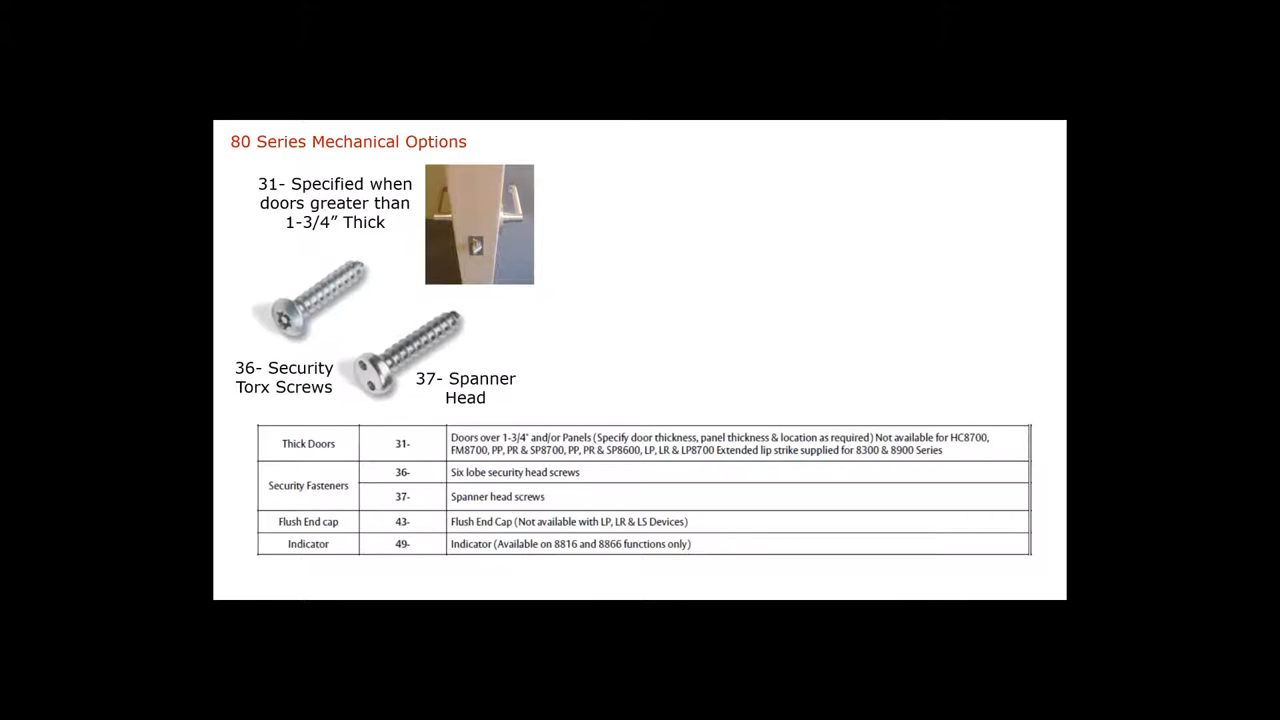 80 Series Mechanical Options
31- Specified when
doors greater than
1-3/4” Thick
36- Security
Torx Screws
37- Spanner
Head
Thick Doors 31- Doors over 1-3/4" and/or Panels (Specify door thickness, panel thickness & location as required) Not available for HC8700,
FM8700, PP, PR & SP8700, PP, PR & SP8600, LP, LR & LP8700 Extended lip strike supplied for 8300 & 8900 Series
Security Fasteners 36- Six lobe security head screws
37- Spanner head screws
Flush End cap 43- Flush End Cap (Not available with LP, LR & LS Devices)
Indicator 49- Indicator (Available on 8816 and 8866 functions only)